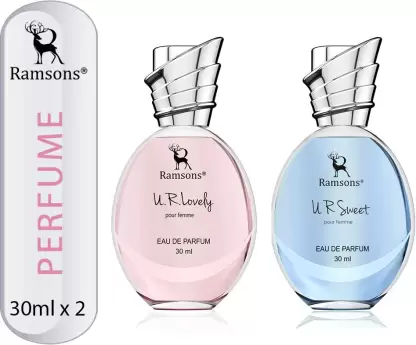 Ramsons®
PERFUME
30ml x 2
Ramsons®
U.R.Lovely
pour femme
EAU DE PARFUM
30 ml
Ramsons®
U R Sweet
pour femme
EAU DE PARFUM
30 ml